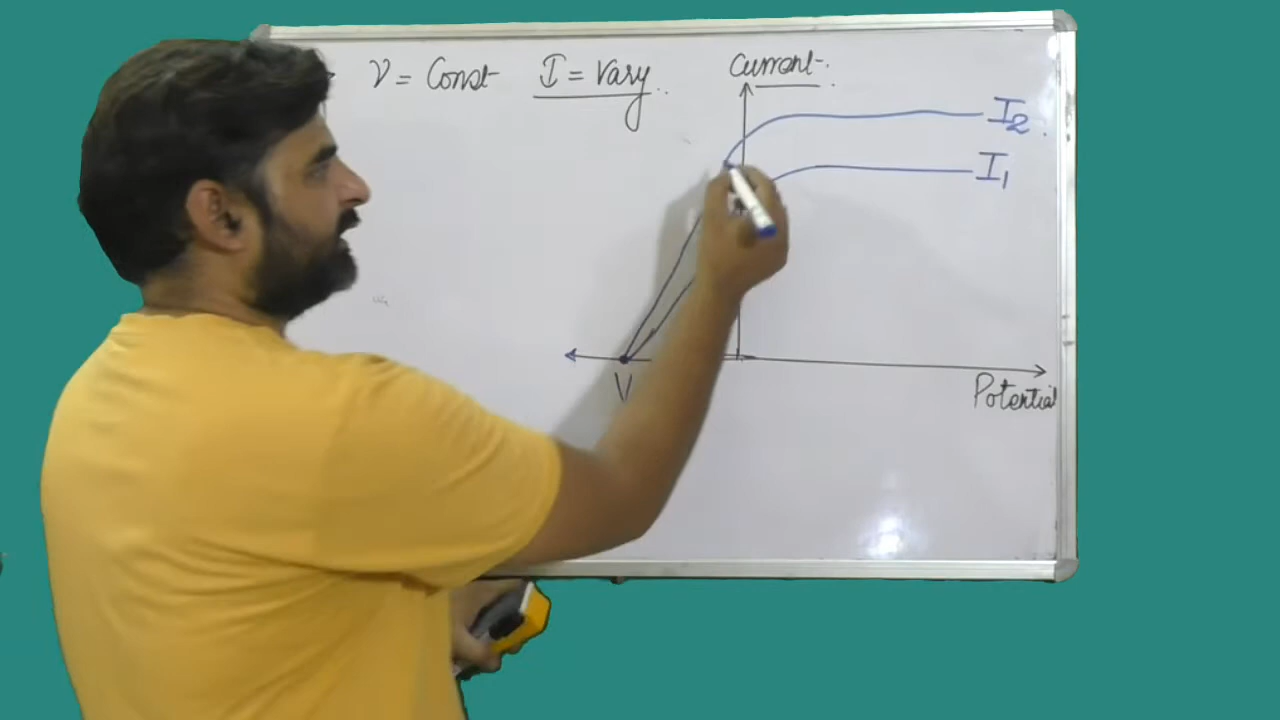 ν = Const I = Vary
Current
I2
I1
V
Potential